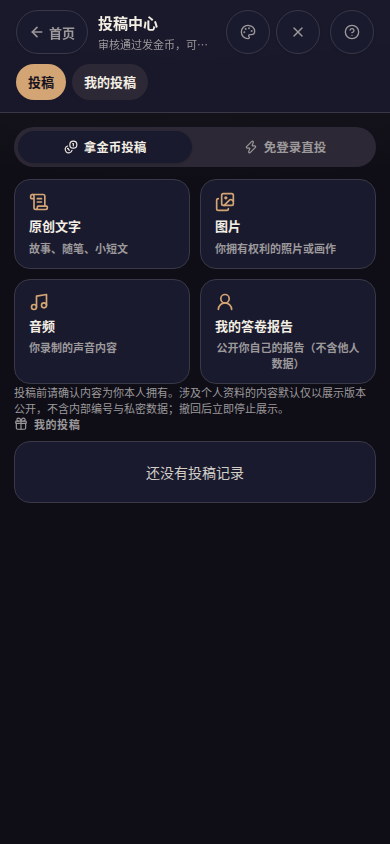 首页
投稿中心
审核通过发金币，可…
投稿
我的投稿
拿金币投稿
免登录直投
原创文字
故事、随笔、小短文
图片
你拥有权利的照片或画作
音频
你录制的声音内容
我的答卷报告
公开你自己的报告（不含他人
数据）
投稿前请确认内容为你本人拥有。涉及个人资料的内容默认仅以展示版本
公开，不含内部编号与私密数据；撤回后立即停止展示。
我的投稿
还没有投稿记录